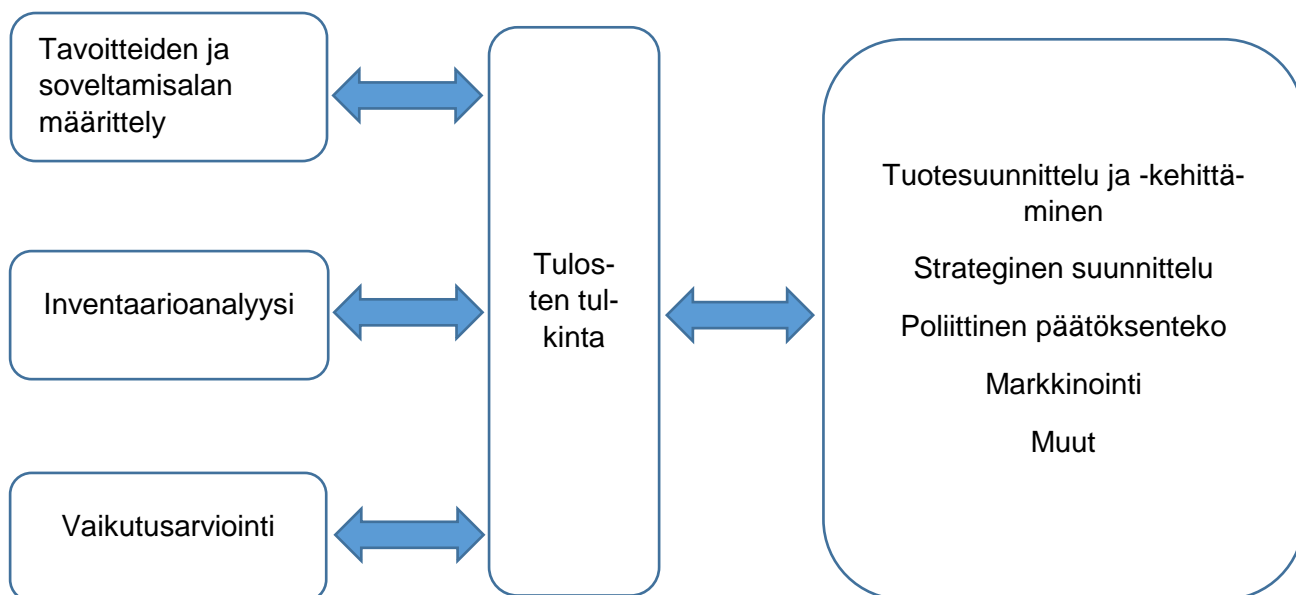 Tavoitteiden ja
soveltamisalan
määrittely
Inventaarioanalyysi
Vaikutusarviointi
Tulos-
ten tul-
kinta
Tuotesuunnittelu ja -kehittä-
minen
Strateginen suunnittelu
Poliittinen päätöksenteko
Markkinointi
Muut